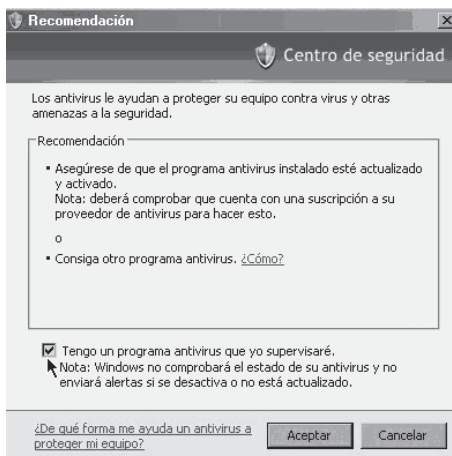 Recomendación
Centro de seguridad
Los antivirus le ayudan a proteger su equipo contra virus y otras
amenazas a la seguridad.
Recomendación
• Asegúrese de que el programa antivirus instalado esté actualizado
y activado.
Nota: deberá comprobar que cuenta con una suscripción a su
proveedor de antivirus para hacer esto.
o
• Consiga otro programa antivirus. ¿Cómo?
Tengo un programa antivirus que yo supervisaré.
Nota: Windows no comprobará el estado de su antivirus y no
enviará alertas si se desactiva o no está actualizado.
¿De qué forma me ayuda un antivirus a
proteger mi equipo?
Aceptar
Cancelar